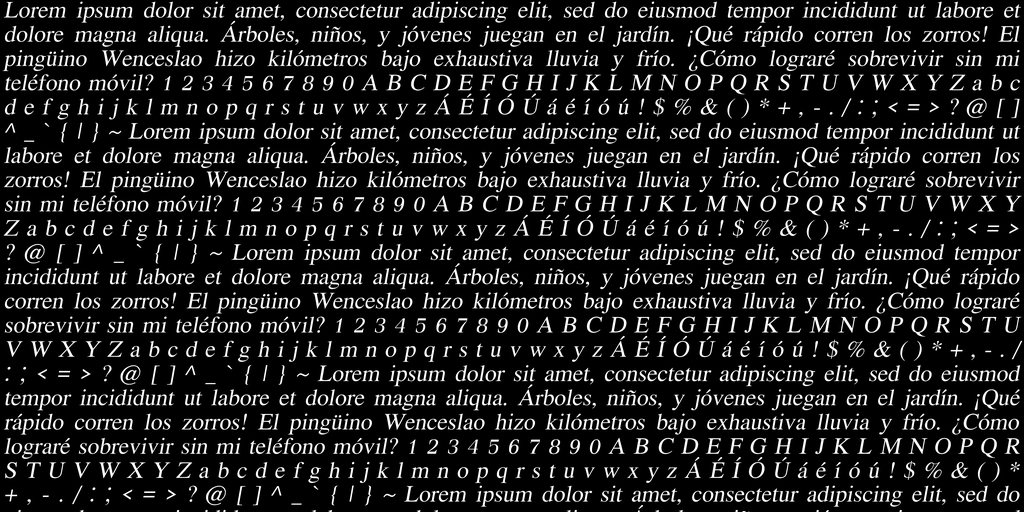 Lorem ipsum dolor sit amet, consectetur adipiscing elit, sed do eiusmod tempor incididunt ut labore et
dolore magna aliqua. Árboles, niños, y jóvenes juegan en el jardín. ¡Qué rápido corren los zorros! El
pingüino Wenceslao hizo kilómetros bajo exhaustiva lluvia y frío. ¿Cómo lograré sobrevivir sin mi
teléfono móvil? 1 2 3 4 5 6 7 8 9 0 A B C D E F G H I J K L M N O P Q R S T U V W X Y Z a b c
d e f g h i j k l m n o p q r s t u v w x y z Á É Í Ó Ú á é í ó ú ! $ % & ( ) * + , - . / : ; < = > ? @ [ ]
^ _ ` { | } ~ Lorem ipsum dolor sit amet, consectetur adipiscing elit, sed do eiusmod tempor incididunt ut
labore et dolore magna aliqua. Árboles, niños, y jóvenes juegan en el jardín. ¡Qué rápido corren los
zorros! El pingüino Wenceslao hizo kilómetros bajo exhaustiva lluvia y frío. ¿Cómo lograré sobrevivir
sin mi teléfono móvil? 1 2 3 4 5 6 7 8 9 0 A B C D E F G H I J K L M N O P Q R S T U V W X Y
Z a b c d e f g h i j k l m n o p q r s t u v w x y z Á É Í Ó Ú á é í ó ú ! $ % & ( ) * + , - . / : ; < = >
? @ [ ] ^ _ ` { | } ~ Lorem ipsum dolor sit amet, consectetur adipiscing elit, sed do eiusmod tempor
incididunt ut labore et dolore magna aliqua. Árboles, niños, y jóvenes juegan en el jardín. ¡Qué rápido
corren los zorros! El pingüino Wenceslao hizo kilómetros bajo exhaustiva lluvia y frío. ¿Cómo lograré
sobrevivir sin mi teléfono móvil? 1 2 3 4 5 6 7 8 9 0 A B C D E F G H I J K L M N O P Q R S T U
V W X Y Z a b c d e f g h i j k l m n o p q r s t u v w x y z Á É Í Ó Ú á é í ó ú ! $ % & ( ) * + , - . /
: ; < = > ? @ [ ] ^ _ ` { | } ~ Lorem ipsum dolor sit amet, consectetur adipiscing elit, sed do eiusmod
tempor incididunt ut labore et dolore magna aliqua. Árboles, niños, y jóvenes juegan en el jardín. ¡Qué
rápido corren los zorros! El pingüino Wenceslao hizo kilómetros bajo exhaustiva lluvia y frío. ¿Cómo
lograré sobrevivir sin mi teléfono móvil? 1 2 3 4 5 6 7 8 9 0 A B C D E F G H I J K L M N O P Q R
S T U V W X Y Z a b c d e f g h i j k l m n o p q r s t u v w x y z Á É Í Ó Ú á é í ó ú ! $ % & ( ) *
+ , - . / : ; < = > ? @ [ ] ^ _ ` { | } ~ Lorem ipsum dolor sit amet, consectetur adipiscing elit, sed do